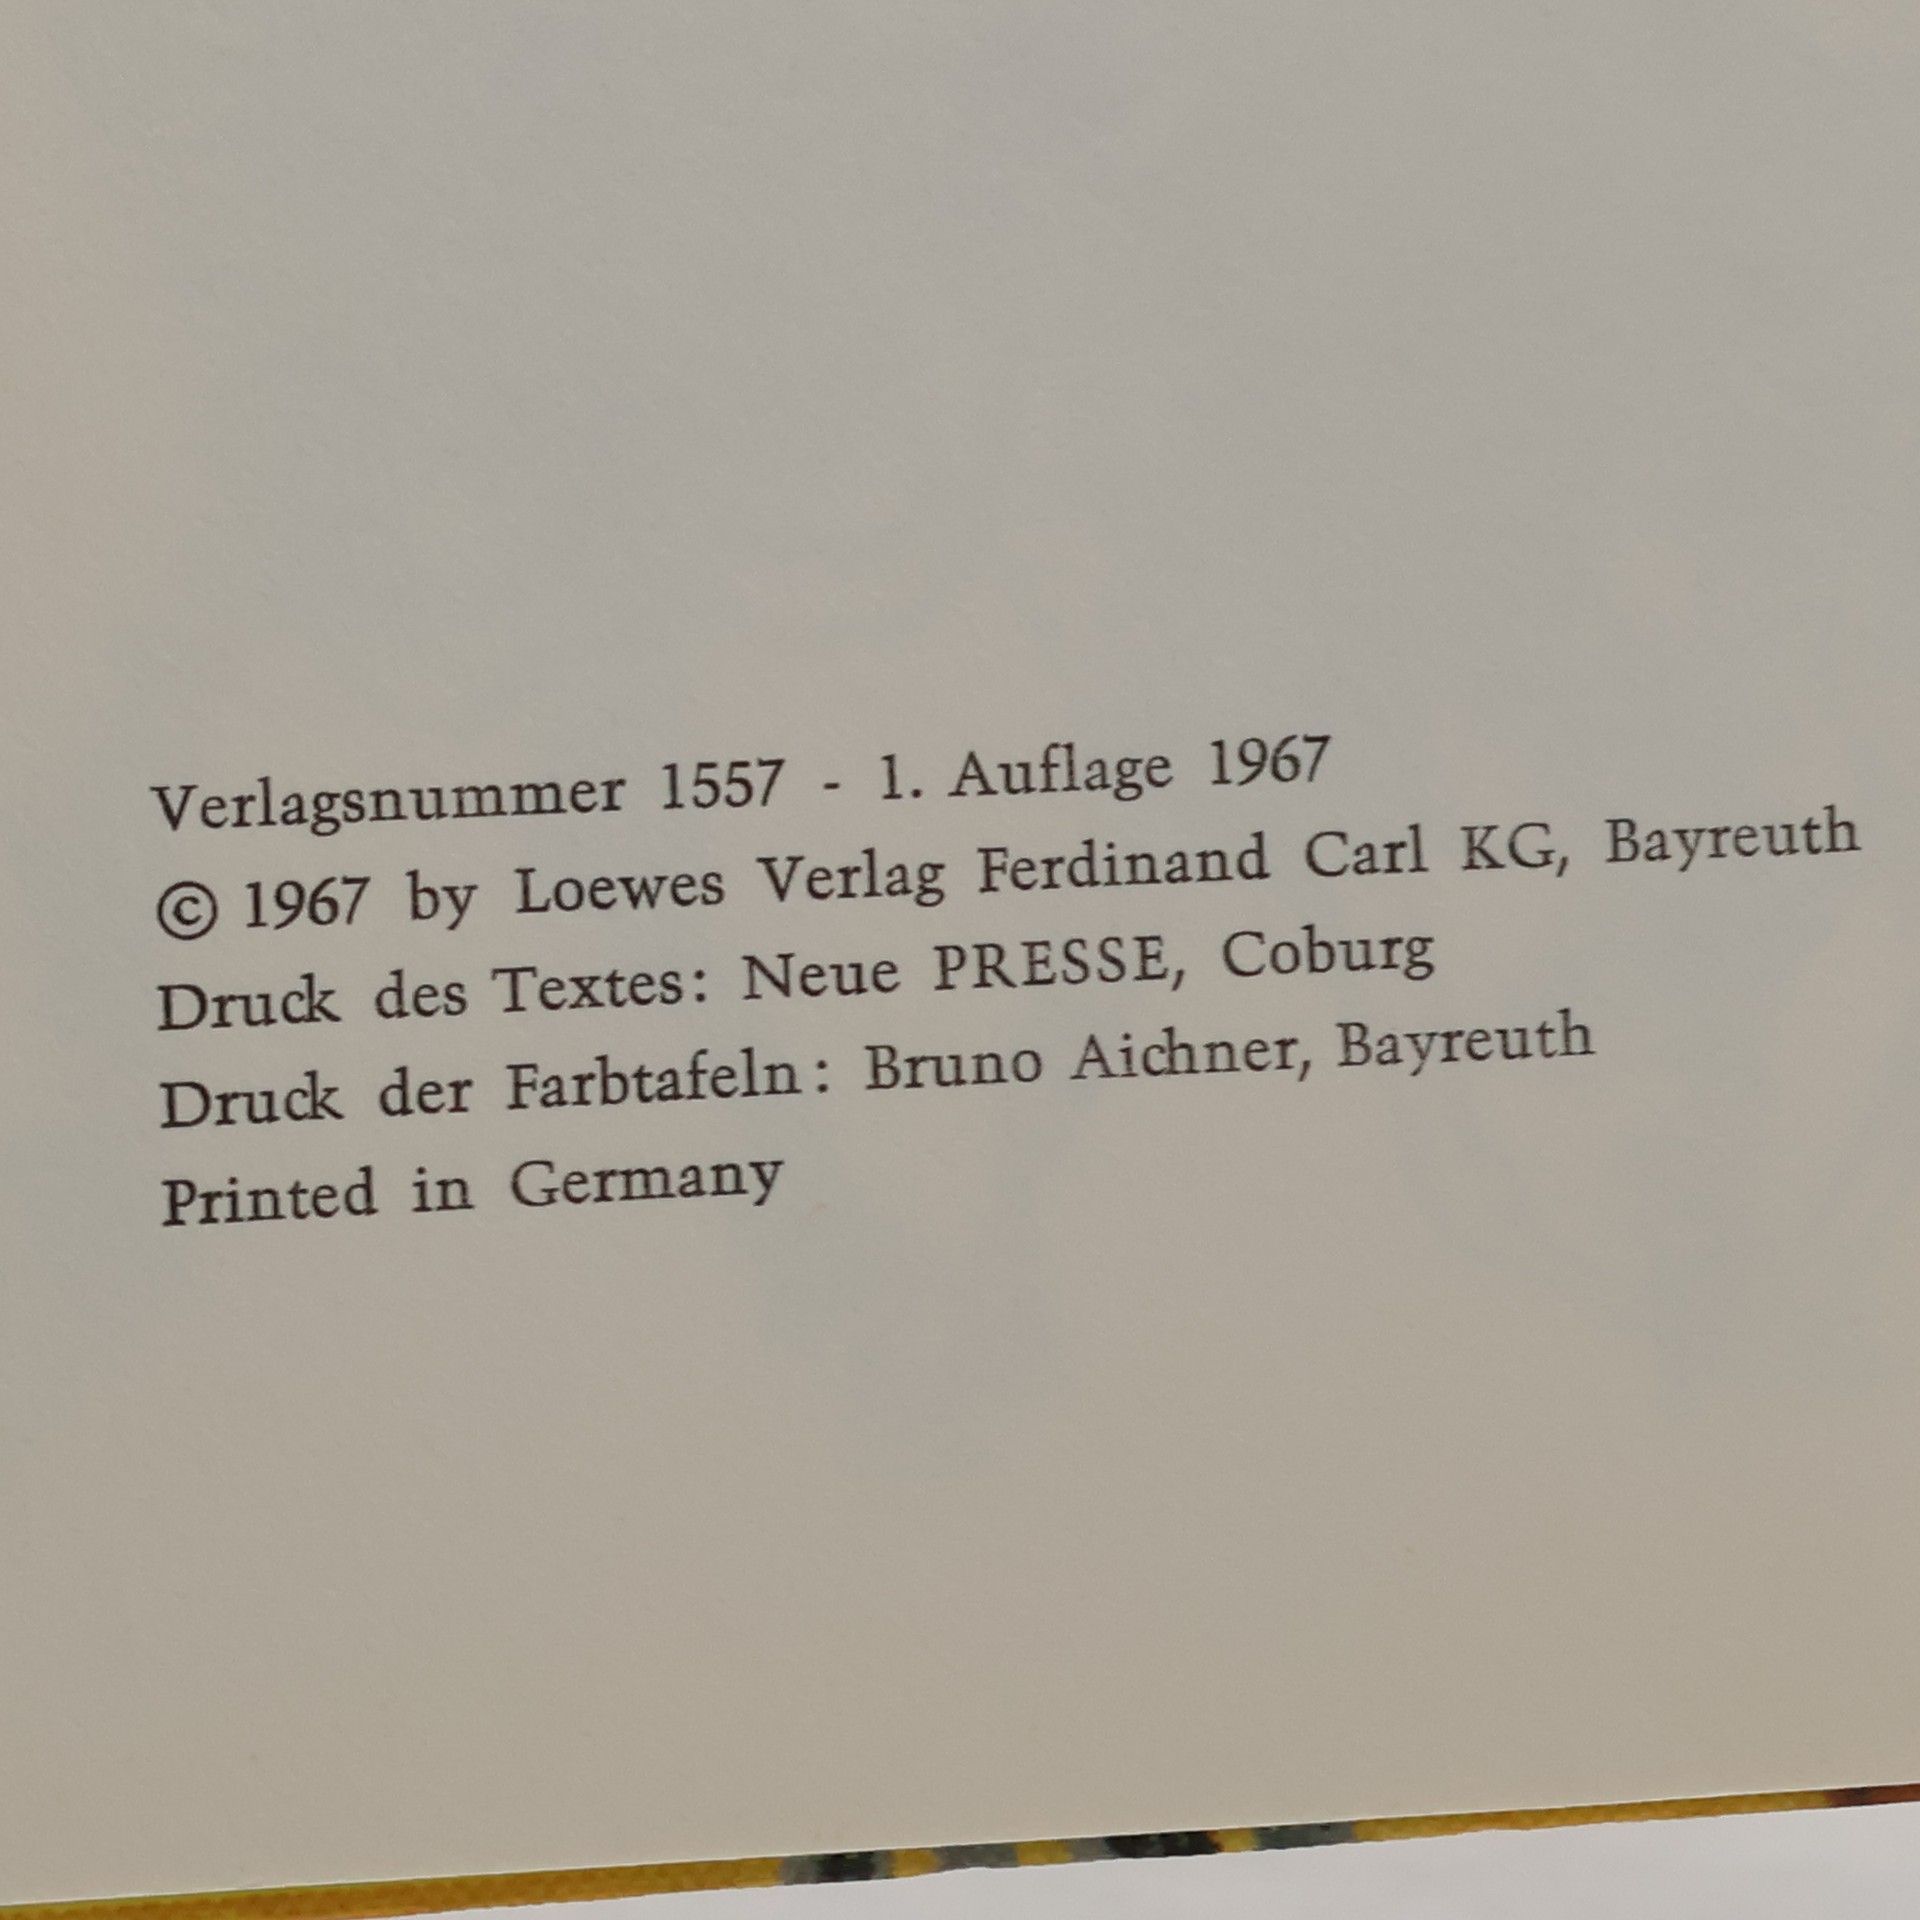 Verlagsnummer 1557 - 1. Auflage 1967
© 1967 by Loewes Verlag Ferdinand Carl KG, Bayreuth
Druck des Textes: Neue PRESSE, Coburg
Druck der Farbtafeln: Bruno Aichner, Bayreuth
Printed in Germany